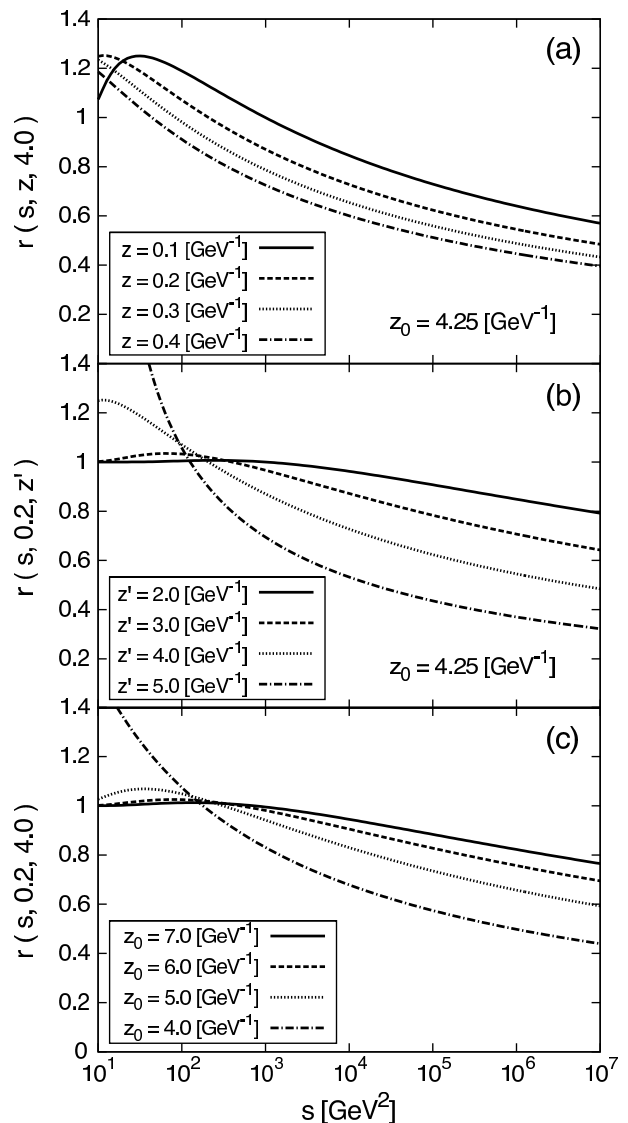 (a)
r ( s, z, 4.0 )
1.4
1.2
1
0.8
0.6
0.4
0.2
z = 0.1 [GeV⁻¹]
z = 0.2 [GeV⁻¹]
z = 0.3 [GeV⁻¹]
z = 0.4 [GeV⁻¹]
z₀ = 4.25 [GeV⁻¹]
(b)
r ( s, 0.2, z' )
1.4
1.2
1
0.8
0.6
0.4
0.2
z' = 2.0 [GeV⁻¹]
z' = 3.0 [GeV⁻¹]
z' = 4.0 [GeV⁻¹]
z' = 5.0 [GeV⁻¹]
z₀ = 4.25 [GeV⁻¹]
(c)
r ( s, 0.2, 4.0 )
1.4
1.2
1
0.8
0.6
0.4
0.2
0
z₀ = 7.0 [GeV⁻¹]
z₀ = 6.0 [GeV⁻¹]
z₀ = 5.0 [GeV⁻¹]
z₀ = 4.0 [GeV⁻¹]
10¹ 10² 10³ 10⁴ 10⁵ 10⁶ 10⁷
s [GeV²]